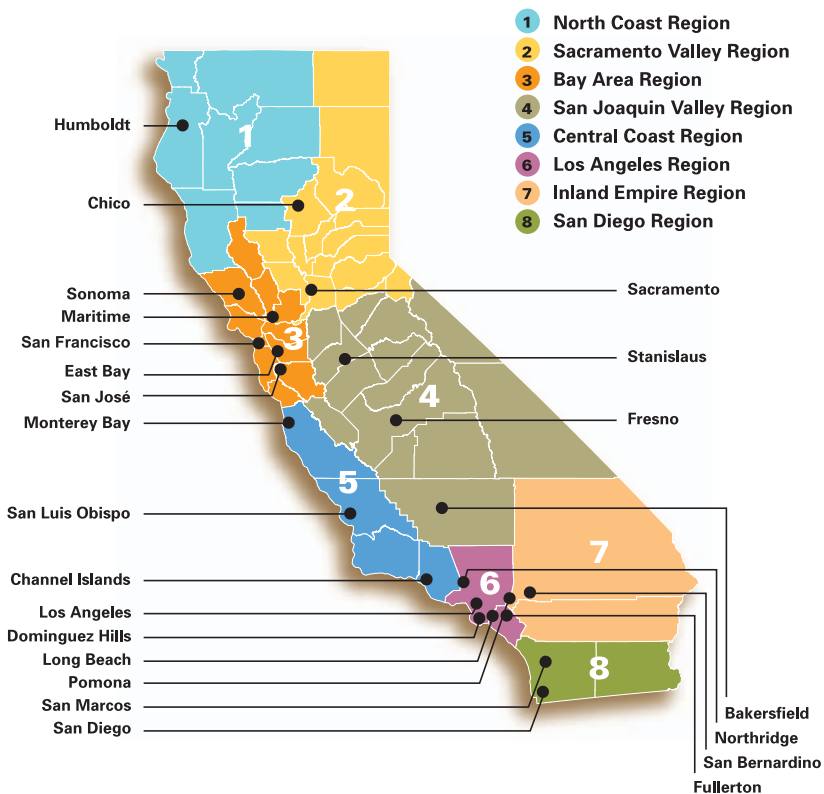 1 North Coast Region
2 Sacramento Valley Region
3 Bay Area Region
4 San Joaquin Valley Region
5 Central Coast Region
6 Los Angeles Region
7 Inland Empire Region
8 San Diego Region
Humboldt
1
Chico
2
Sonoma
Sacramento
Maritime
San Francisco
3
Stanislaus
East Bay
San José
4
Monterey Bay
Fresno
5
San Luis Obispo
7
Channel Islands
6
Los Angeles
Dominguez Hills
Long Beach
8
Pomona
San Marcos
San Diego
Bakersfield
Northridge
San Bernardino
Fullerton